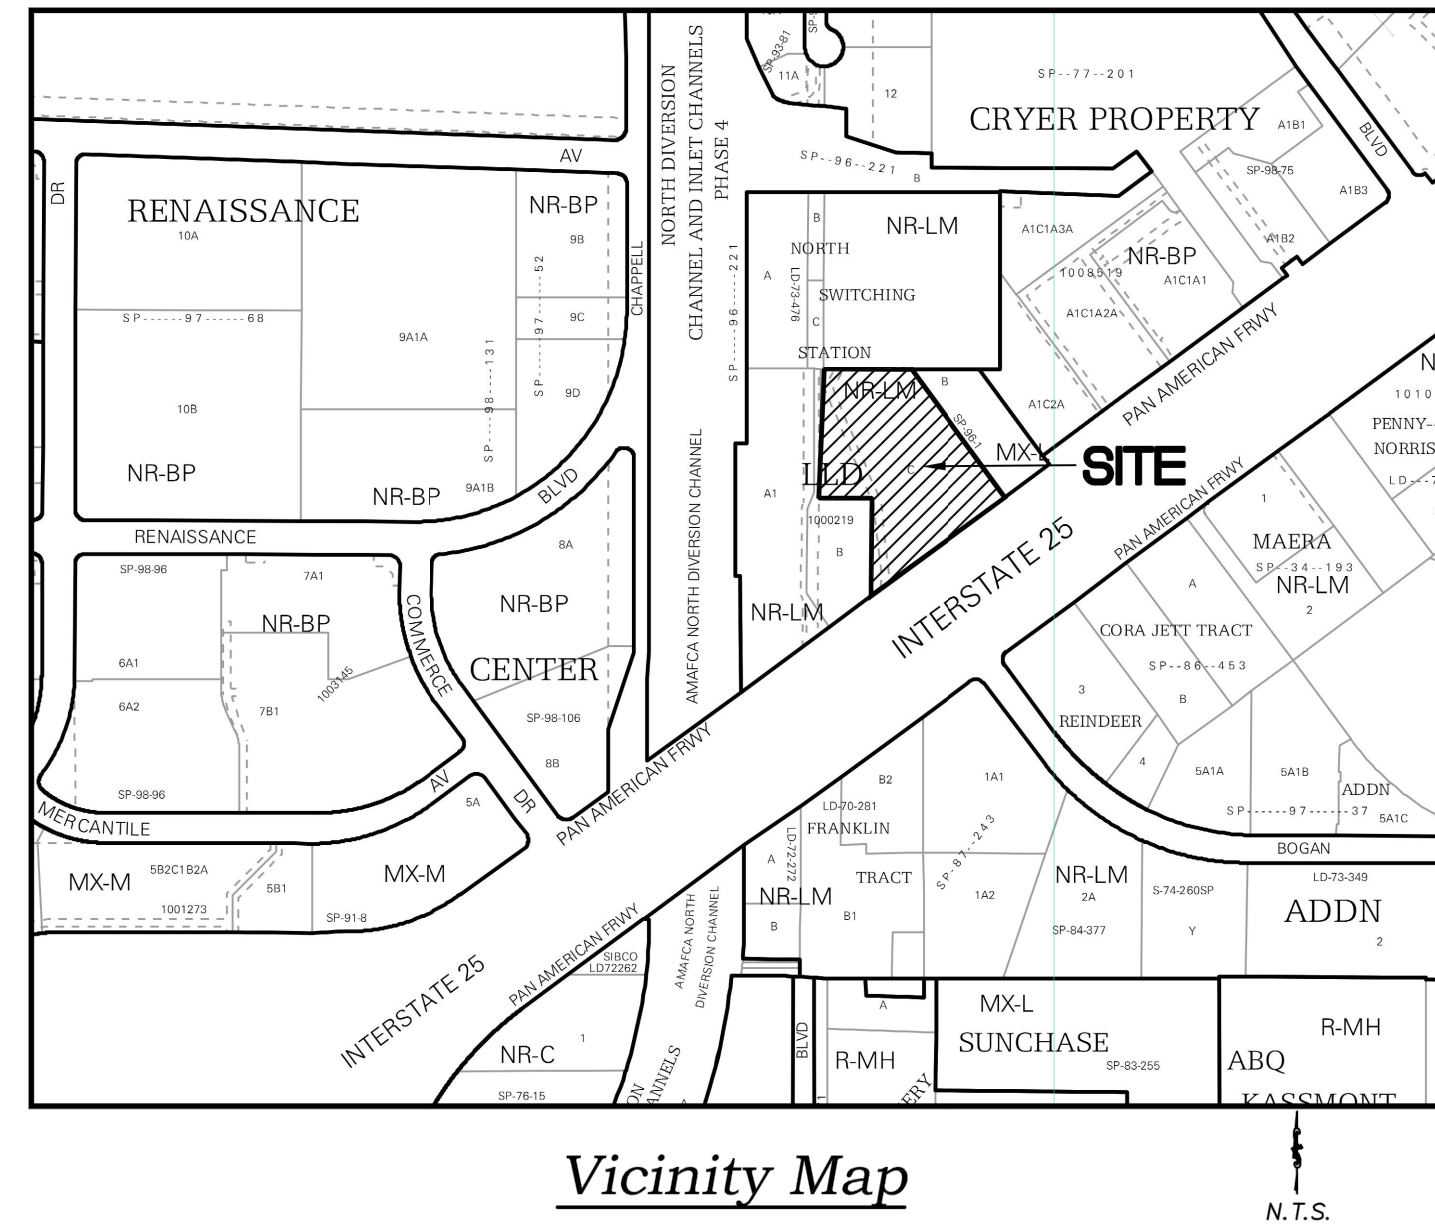 SP-93-81
11A
12
SP--77--201
CRYER PROPERTY
A1B1
BLVD
AV
DR
NORTH DIVISION
CHANNEL AND INLET CHANNELS
PHASE 4
SP--96--221
B
SP-98-75
A1B3
RENAISSANCE
10A
NR-BP
9B
CHAPPELL
SP-----96-----221
B
NORTH
NR-LM
A1C1A3A
A1B2
NR-BP
1008519
A1C1A1
A
LD-73-476
SWITCHING
C
STATION
A1C1A2A
PAN AMERICAN FRWY
SP------97------68
9A1A
SP------97------52
9C
9D
SP-----98-----131
10B
NR-BP
NR-BP
9A1B
BLVD
NR-LM
B
SP-96-1
A1C2A
MX-L
SITE
LLD
C
A1
1000219
B
NR-LM
AMAFCA NORTH DIVERSION CHANNEL
1010
PENNY--
NORRIS
LD---7
PAN AMERICAN FRWY
1
MAERA
SP--34--193
NR-LM
2
INTERSTATE 25
RENAISSANCE
SP-98-96
7A1
COMMERCE
8A
NR-BP
NR-BP
CENTER
A
CORA JETT TRACT
SP--86--453
B
6A1
6A2
1003145
7B1
3
REINDEER
4
SP-98-106
8B
SP-98-96
AV
DR
5A
PAN AMERICAN FRWY
MERCANTILE
B2
1A1
5A1A
5A1B
ADDN
SP------97------37
5A1C
LD-70-281
FRANKLIN
SP-87--243
LD-72-272
A
BOGAN
MX-M
5B2C1B2A
5B1
MX-M
1001273
SP-91-8
NR-LM
TRACT
B
B1
1A2
NR-LM
2A
SP-84-377
S-74-260SP
Y
LD-73-349
ADDN
2
PAN AMERICAN FRWY
SIBCO
LD72262
AMAFCA NORTH
DIVERSION CHANNEL
INTERSTATE 25
1
NR-C
SP-76-15
BLVD
A
R-MH
MX-L
SUNCHASE
SP-83-255
R-MH
ABQ
KASSMONT
Vicinity Map
N.T.S.